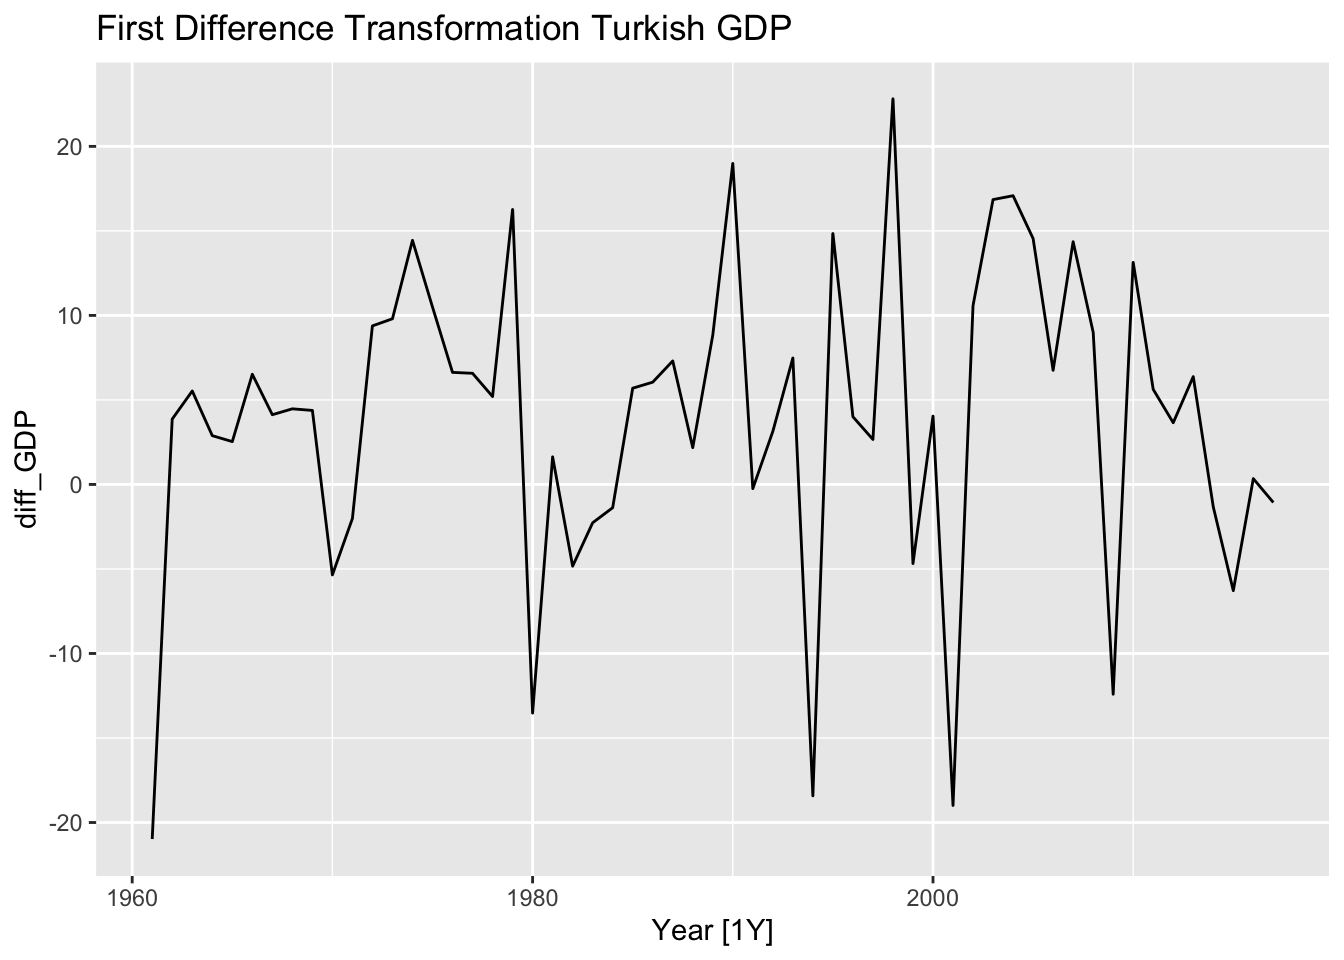 First Difference Transformation Turkish GDP
diff_GDP
20
10
0
-10
-20
1960
1980
2000
Year [1Y]